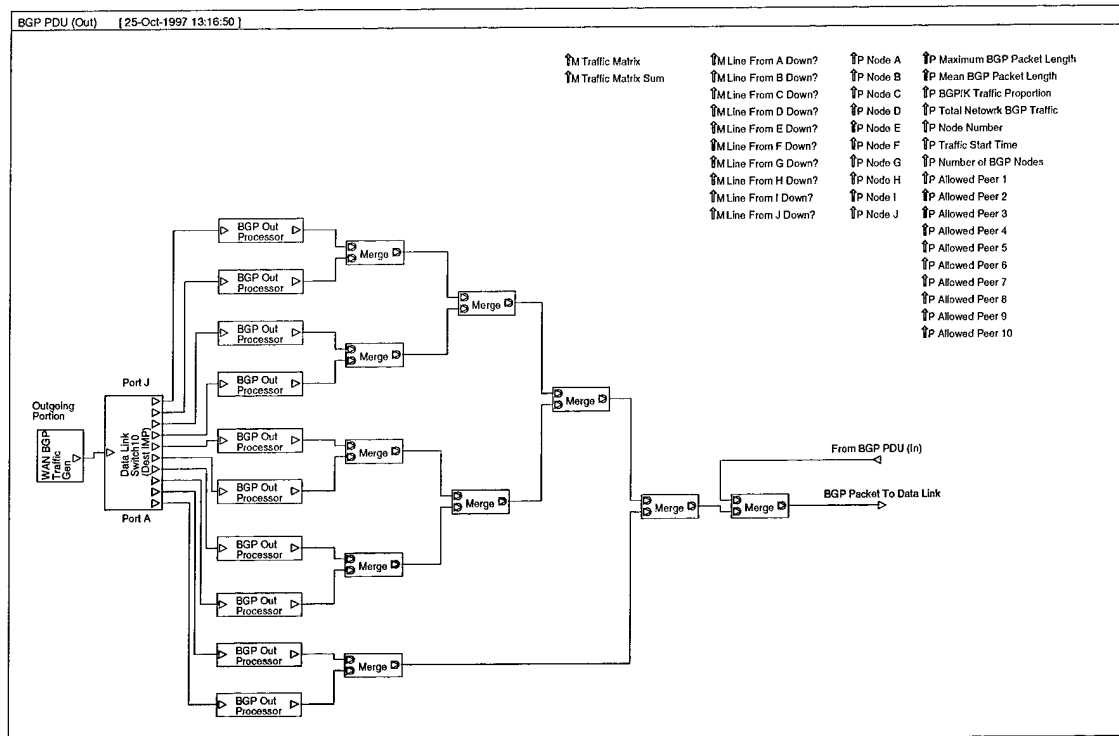 BGP PDU (Out) [ 25-Oct-1997 13:16:50 ]
⇑M Traffic Matrix
⇑M Traffic Matrix Sum
⇑M Line From A Down?
⇑M Line From B Down?
⇑M Line From C Down?
⇑M Line From D Down?
⇑M Line From E Down?
⇑M Line From F Down?
⇑M Line From G Down?
⇑M Line From H Down?
⇑M Line From I Down?
⇑M Line From J Down?
⇑P Node A
⇑P Node B
⇑P Node C
⇑P Node D
⇑P Node E
⇑P Node F
⇑P Node G
⇑P Node H
⇑P Node I
⇑P Node J
⇑P Maximum BGP Packet Length
⇑P Mean BGP Packet Length
⇑P BGP/K Traffic Proportion
⇑P Total Netowrk BGP Traffic
⇑P Node Number
⇑P Traffic Start Time
⇑P Number of BGP Nodes
⇑P Allowed Peer 1
⇑P Allowed Peer 2
⇑P Allowed Peer 3
⇑P Allowed Peer 4
⇑P Allowed Peer 5
⇑P Allowed Peer 6
⇑P Allowed Peer 7
⇑P Allowed Peer 8
⇑P Allowed Peer 9
⇑P Allowed Peer 10
Outgoing
Portion
WAN BGP
Traffic
Gen
Port J
Data Link
Switch10
(Dest IMP)
Port A
BGP Out
Processor
BGP Out
Processor
BGP Out
Processor
BGP Out
Processor
BGP Out
Processor
BGP Out
Processor
BGP Out
Processor
BGP Out
Processor
BGP Out
Processor
BGP Out
Processor
Merge
Merge
Merge
Merge
Merge
Merge
Merge
Merge
Merge
Merge
From BGP PDU (In)
BGP Packet To Data Link